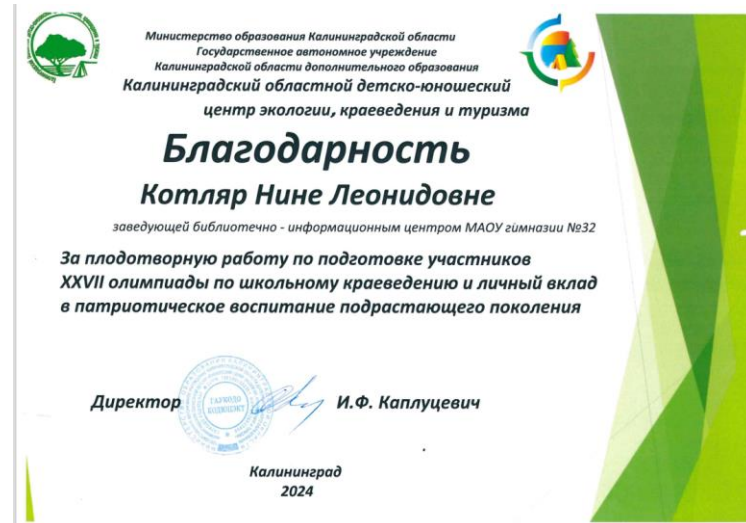 Министерство образования Калининградской области
Государственное автономное учреждение
Калининградской области дополнительного образования
Калининградский областной детско-юношеский
центр экологии, краеведения и туризма
Благодарность
Котляр Нине Леонидовне
заведующей библиотечно - информационным центром МАОУ гимназии №32
За плодотворную работу по подготовке участников
XXVII олимпиады по школьному краеведению и личный вклад
в патриотическое воспитание подрастающего поколения
Директор
И.Ф. Каплуцевич
Калининград
2024